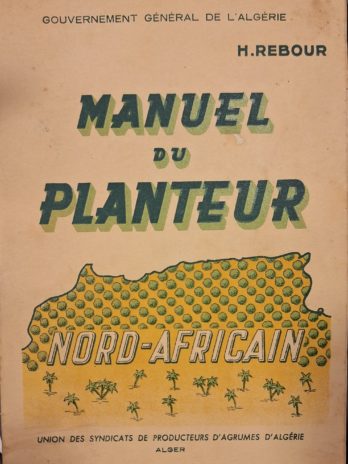 GOUVERNEMENT GÉNÉRAL DE L'ALGÉRIE
H.REBOUR
MANUEL
DU
PLANTEUR
NORD-AFRICAIN
UNION DES SYNDICATS DE PRODUCTEURS D'AGRUMES D'ALGÉRIE
ALGER